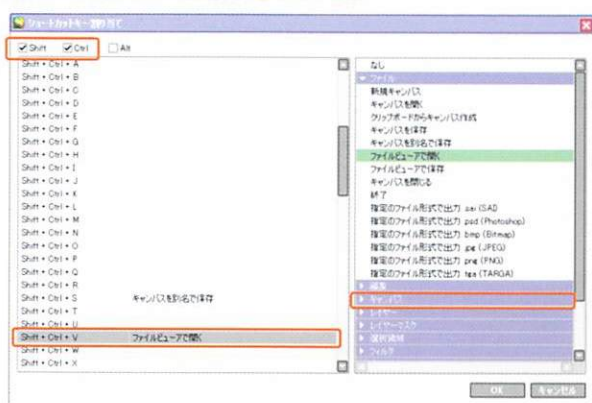 ショートカットキー割り当て
Shift
Ctrl
Alt
Shift + Ctrl + A
Shift + Ctrl + B
Shift + Ctrl + C
Shift + Ctrl + D
Shift + Ctrl + E
Shift + Ctrl + F
Shift + Ctrl + G
Shift + Ctrl + H
Shift + Ctrl + I
Shift + Ctrl + J
Shift + Ctrl + K
Shift + Ctrl + L
Shift + Ctrl + M
Shift + Ctrl + N
Shift + Ctrl + O
Shift + Ctrl + P
Shift + Ctrl + Q
Shift + Ctrl + R
Shift + Ctrl + S キャンバスを別名で保存
Shift + Ctrl + T
Shift + Ctrl + U
Shift + Ctrl + V ファイルビューアで開く
Shift + Ctrl + W
Shift + Ctrl + X
なし
ファイル
新規キャンバス
キャンバスを開く
クリップボードからキャンバス作成
キャンバスを保存
キャンバスを別名で保存
ファイルビューアで開く
ファイルビューアで保存
キャンバスを閉じる
終了
指定のファイル形式で出力 .sai (SAI)
指定のファイル形式で出力 .psd (Photoshop)
指定のファイル形式で出力 .bmp (Bitmap)
指定のファイル形式で出力 .jpg (JPEG)
指定のファイル形式で出力 .png (PNG)
指定のファイル形式で出力 .tga (TARGA)
編集
キャンバス
レイヤー
レイヤーマスク
選択領域
フィルタ
OK
キャンセル